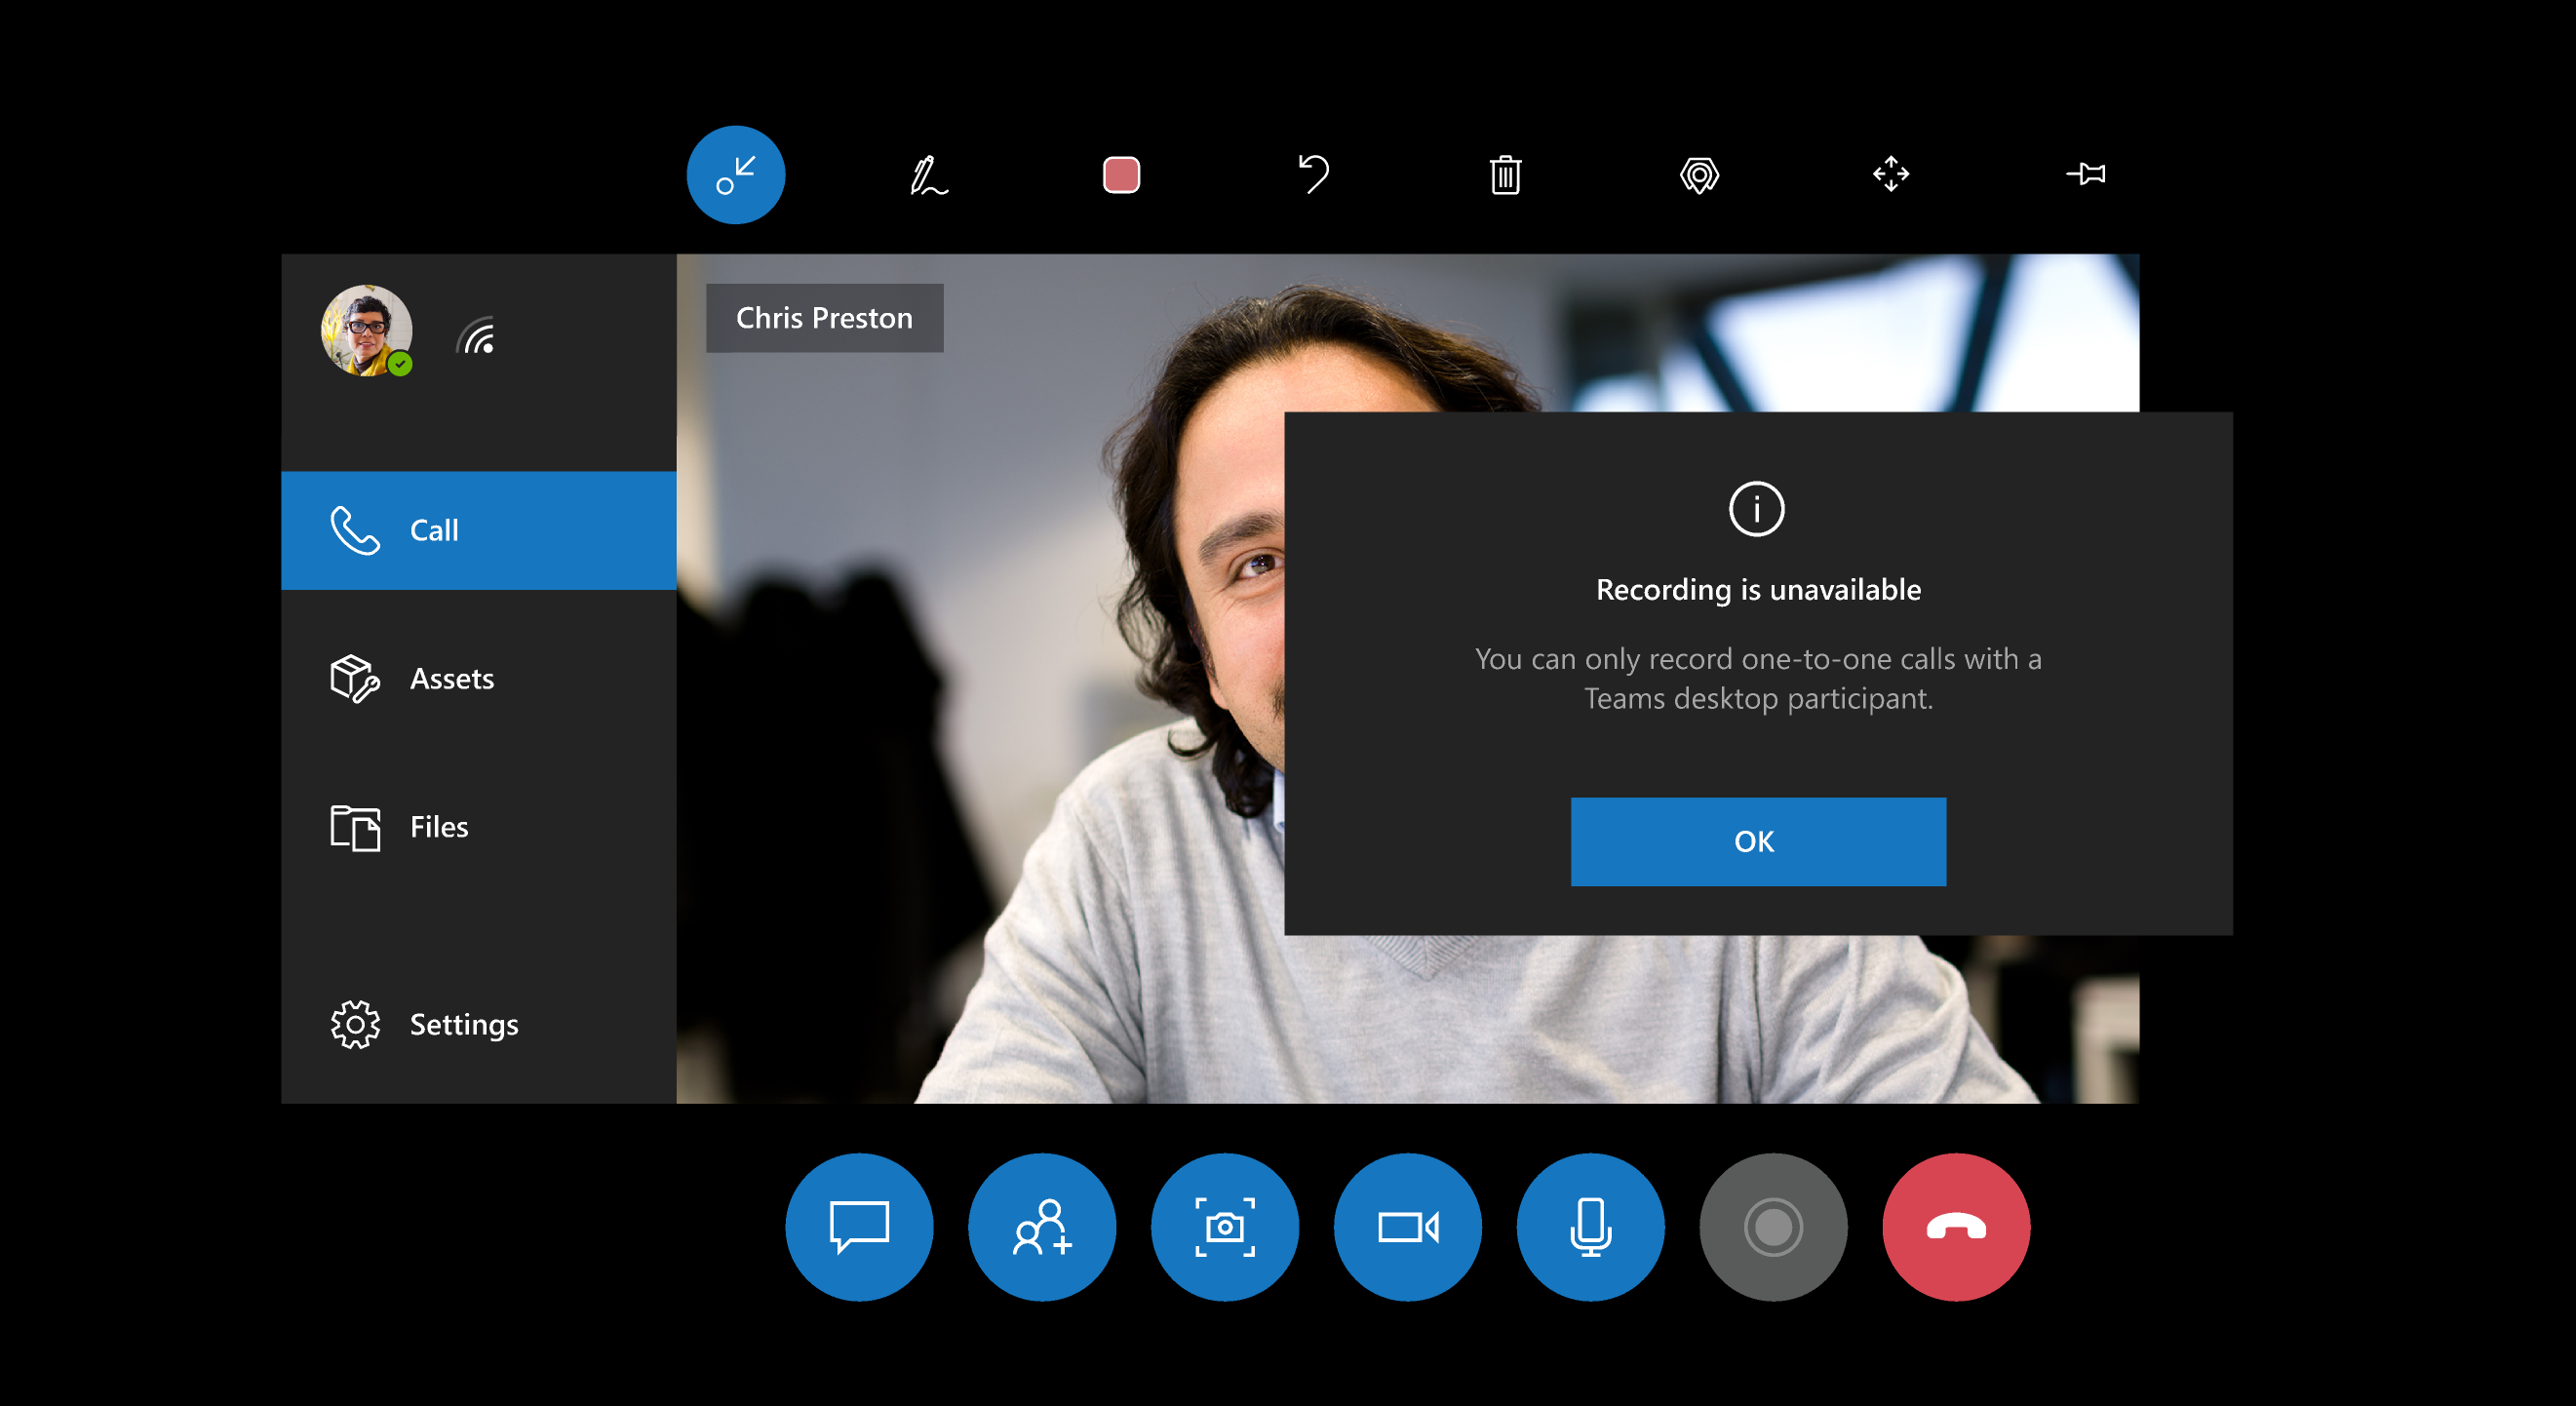 Chris Preston
Call
Assets
Files
Settings
Recording is unavailable
You can only record one-to-one calls with a
Teams desktop participant.
OK